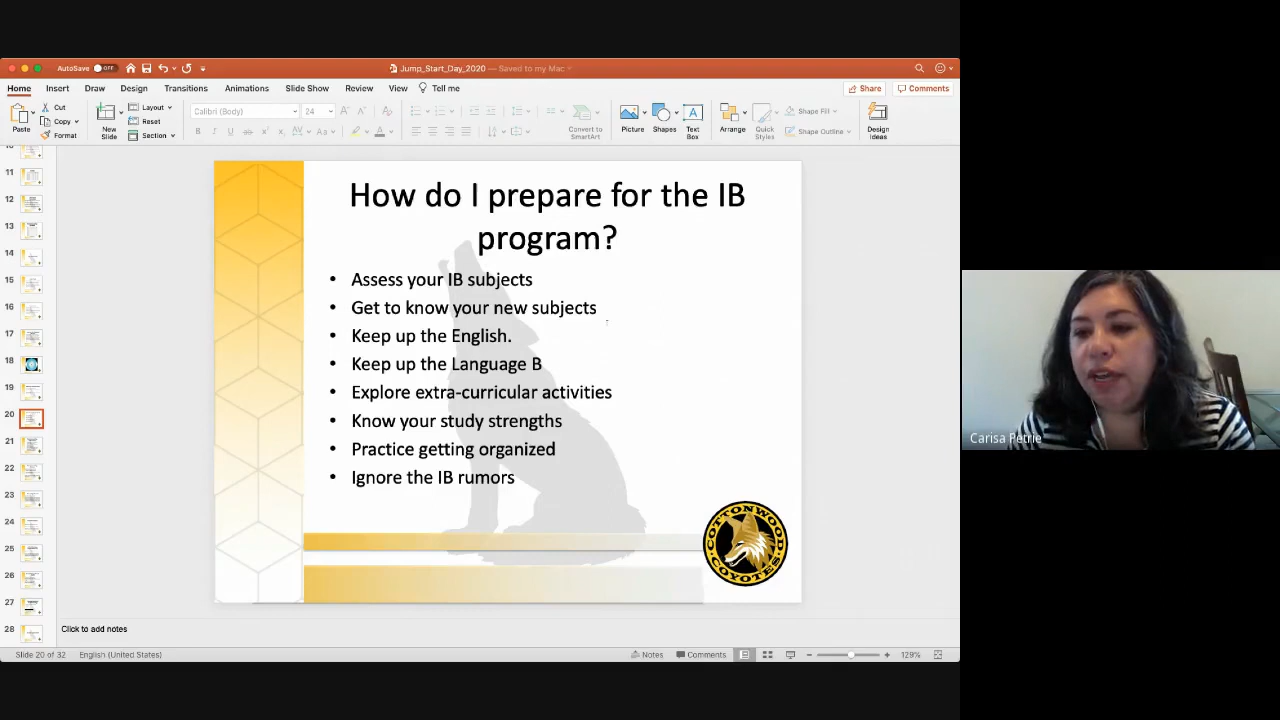 AutoSave OFF
Jump_Start_Day_2020 — Saved to my Mac
Home Insert Draw Design Transitions Animations Slide Show Review View Tell me
Share Comments
Paste
Cut
Copy
Format
New Slide
Layout
Reset
Section
Calibri (Body) 24
Convert to SmartArt
Picture
Shapes
Text Box
Arrange
Quick Styles
Shape Fill
Shape Outline
Design Ideas
11
12
13
14
15
16
17
18
19
20
21
22
23
24
25
26
27
28
How do I prepare for the IB
program?
• Assess your IB subjects
• Get to know your new subjects
• Keep up the English.
• Keep up the Language B
• Explore extra-curricular activities
• Know your study strengths
• Practice getting organized
• Ignore the IB rumors
COTTONWOOD
COYOTES
Click to add notes
Slide 20 of 32 English (United States)
Notes Comments
129%
Carisa Petrie